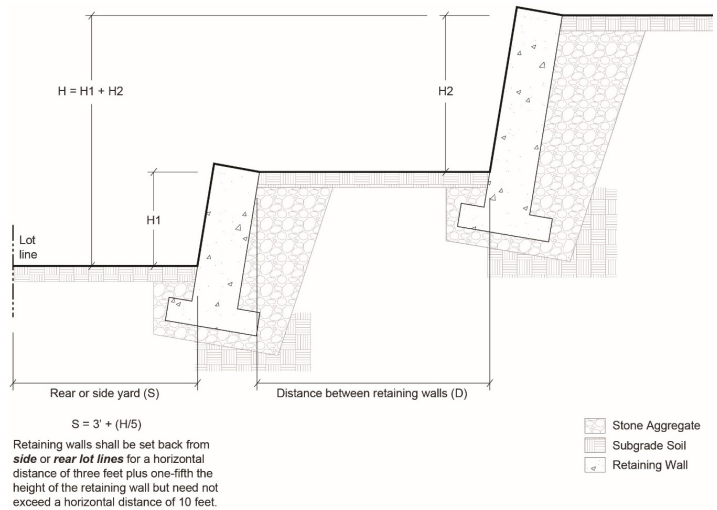 H = H1 + H2
H2
H1
Lot
line
Rear or side yard (S)
Distance between retaining walls (D)
S = 3' + (H/5)
Retaining walls shall be set back from
side or rear lot lines for a horizontal
distance of three feet plus one-fifth the
height of the retaining wall but need not
exceed a horizontal distance of 10 feet.
Stone Aggregate
Subgrade Soil
Retaining Wall